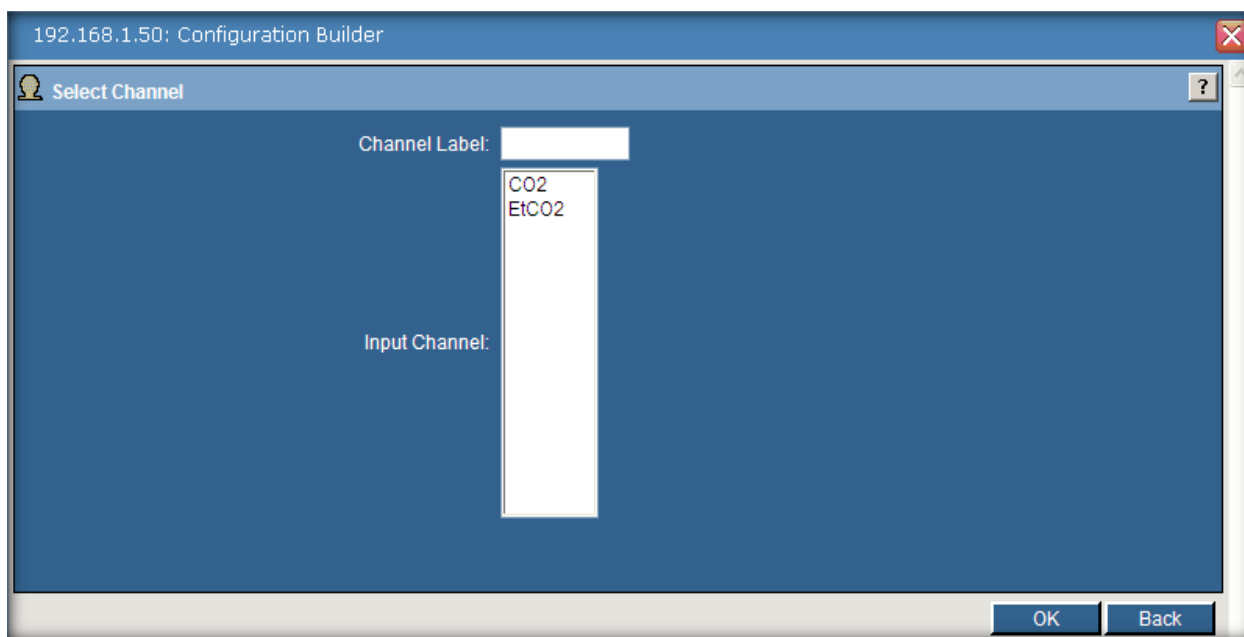 192.168.1.50: Configuration Builder
Select Channel
?
Channel Label:
CO2
EtCO2
Input Channel:
OK Back